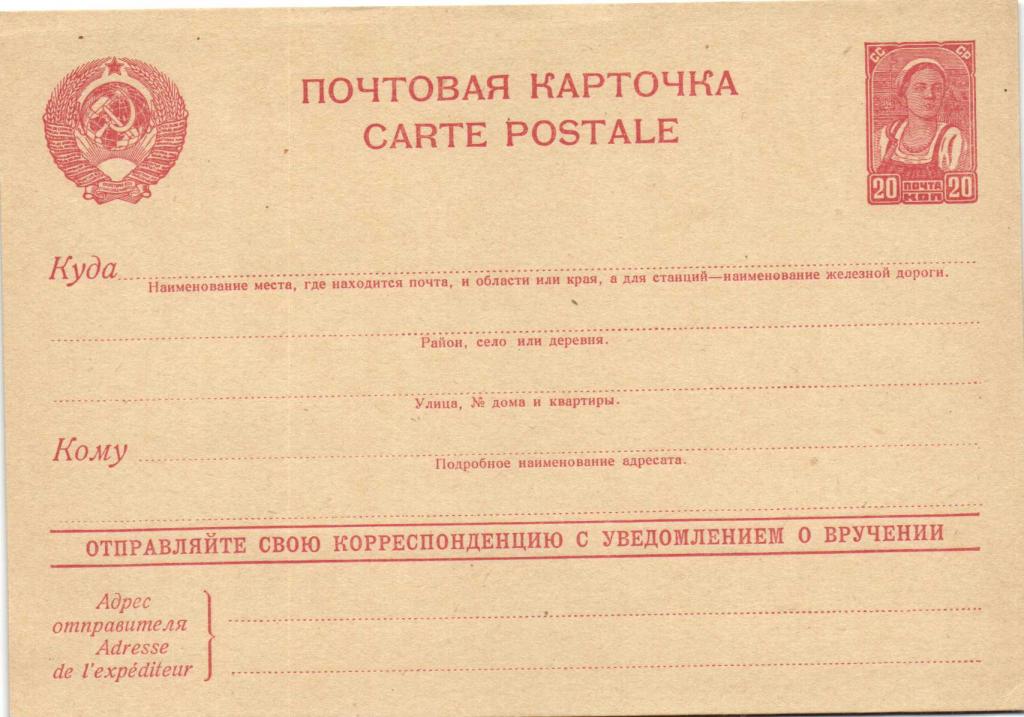 ПОЧТОВАЯ КАРТОЧКА
CARTE POSTALE
СС СР
20 ПОЧТА КОП 20
Куда
Наименование места, где находится почта, и области или края, а для станций—наименование железной дороги.
Район, село или деревня.
Улица, № дома и квартиры.
Кому
Подробное наименование адресата.
ОТПРАВЛЯЙТЕ СВОЮ КОРРЕСПОНДЕНЦИЮ С УВЕДОМЛЕНИЕМ О ВРУЧЕНИИ
Адрес
отправителя
Adresse
de l'expéditeur